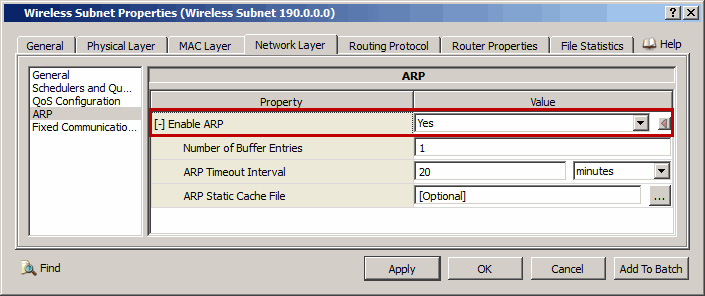 Wireless Subnet Properties (Wireless Subnet 190.0.0.0)
General Physical Layer MAC Layer Network Layer Routing Protocol Router Properties File Statistics Help
General
Schedulers and Qu...
QoS Configuration
ARP
Fixed Communicatio...
ARP
Property Value
[-] Enable ARP Yes
Number of Buffer Entries 1
ARP Timeout Interval 20 minutes
ARP Static Cache File [Optional] ...
Find Apply OK Cancel Add To Batch